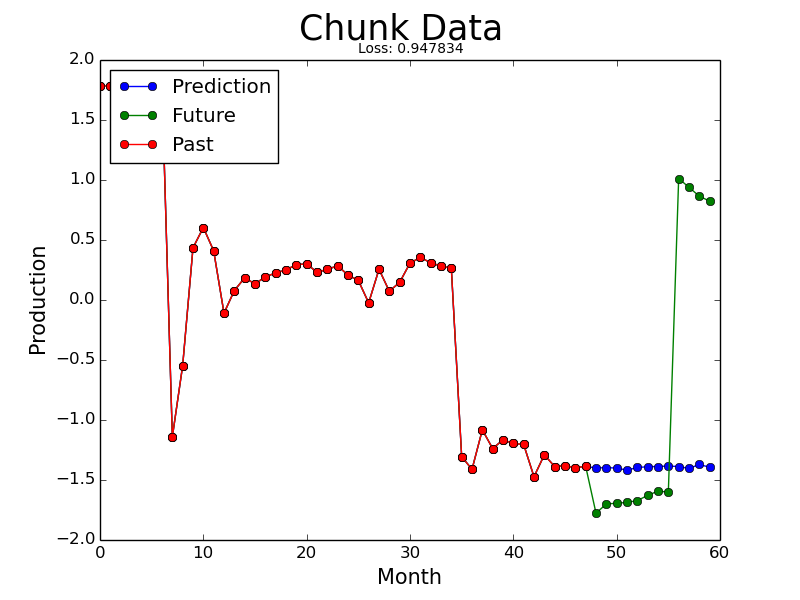 Chunk Data
Loss: 0.947834
Prediction
Future
Past
Production
2.0
1.5
1.0
0.5
0.0
−0.5
−1.0
−1.5
−2.0
0 10 20 30 40 50 60
Month